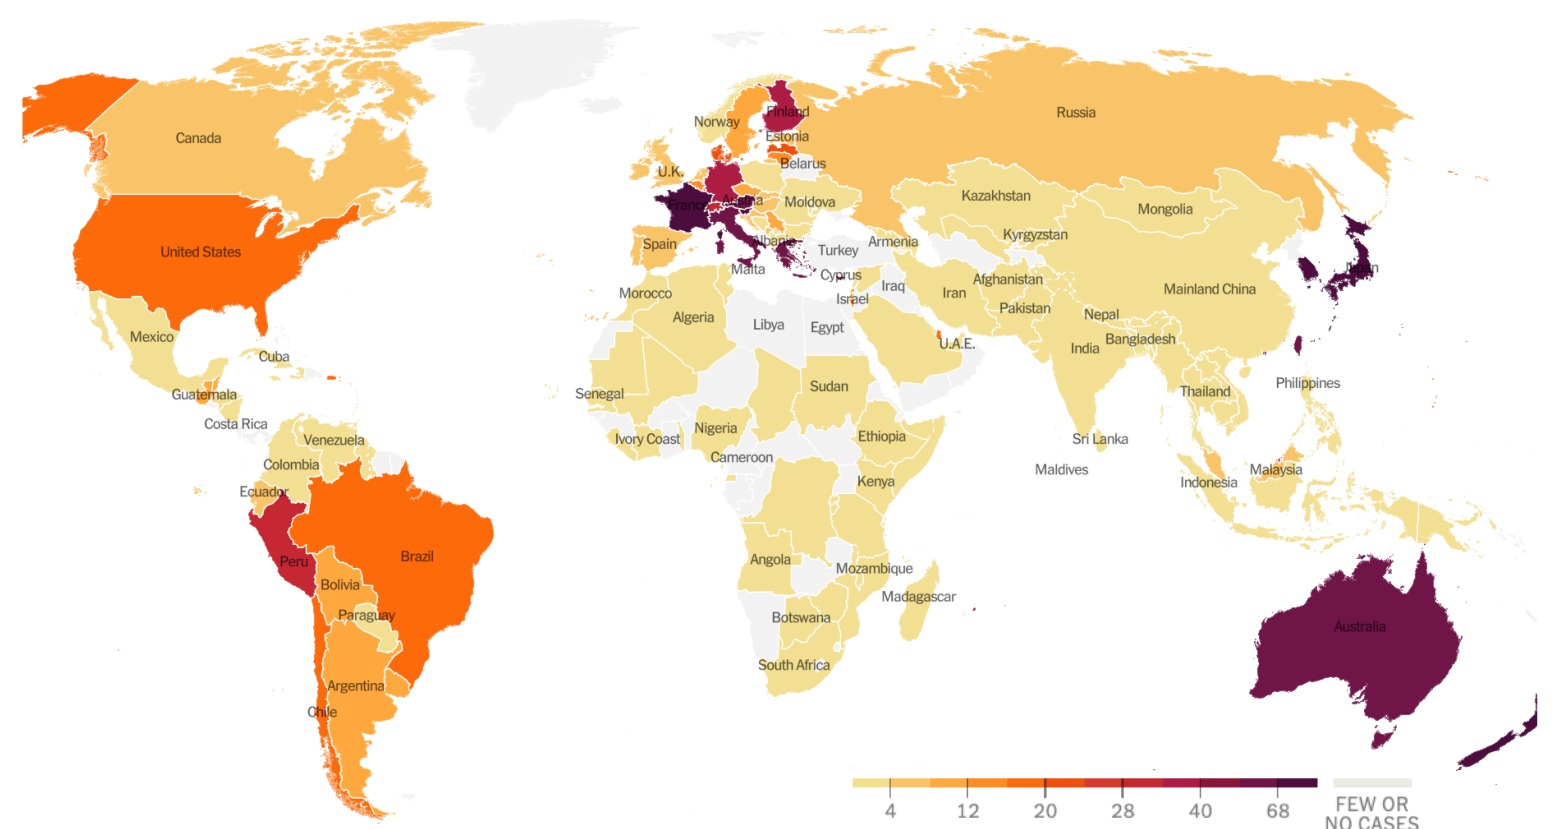 Canada
Russia
Norway
Finland
Estonia
Belarus
U.K.
France
Austria
Moldova
Kazakhstan
Mongolia
United States
Spain
Albania
Malta
Turkey
Cyprus
Armenia
Kyrgyzstan
Japan
Morocco
Algeria
Libya
Egypt
Israel
Iraq
Iran
Afghanistan
Pakistan
Nepal
Mainland China
Mexico
Cuba
U.A.E.
India
Bangladesh
Guatemala
Senegal
Sudan
Thailand
Philippines
Costa Rica
Venezuela
Ivory Coast
Nigeria
Ethiopia
Sri Lanka
Colombia
Cameroon
Maldives
Malaysia
Ecuador
Kenya
Indonesia
Peru
Brazil
Bolivia
Angola
Mozambique
Madagascar
Paraguay
Botswana
Australia
South Africa
Argentina
Chile
4 12 20 28 40 68
FEW OR
NO CASES